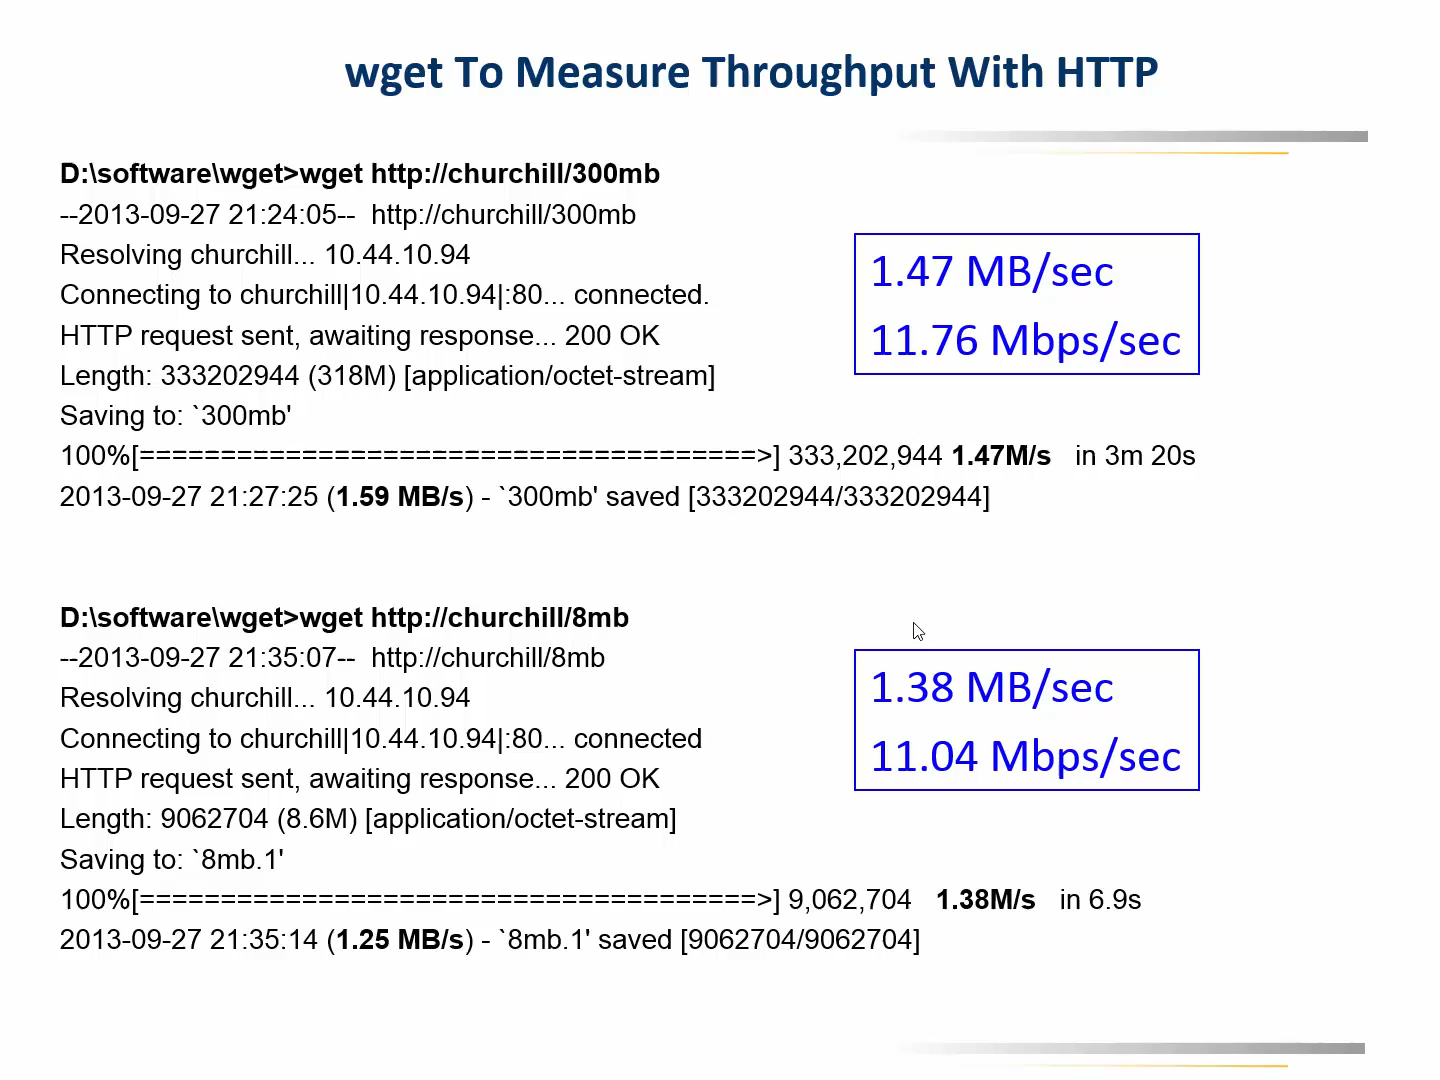 wget To Measure Throughput With HTTP
D:\software\wget>wget http://churchill/300mb
--2013-09-27 21:24:05--  http://churchill/300mb
Resolving churchill... 10.44.10.94
Connecting to churchill|10.44.10.94|:80... connected.
HTTP request sent, awaiting response... 200 OK
Length: 333202944 (318M) [application/octet-stream]
Saving to: `300mb'
100%[======================================>] 333,202,944 1.47M/s   in 3m 20s
2013-09-27 21:27:25 (1.59 MB/s) - `300mb' saved [333202944/333202944]
1.47 MB/sec
11.76 Mbps/sec
D:\software\wget>wget http://churchill/8mb
--2013-09-27 21:35:07--  http://churchill/8mb
Resolving churchill... 10.44.10.94
Connecting to churchill|10.44.10.94|:80... connected
HTTP request sent, awaiting response... 200 OK
Length: 9062704 (8.6M) [application/octet-stream]
Saving to: `8mb.1'
100%[======================================>] 9,062,704   1.38M/s   in 6.9s
2013-09-27 21:35:14 (1.25 MB/s) - `8mb.1' saved [9062704/9062704]
1.38 MB/sec
11.04 Mbps/sec